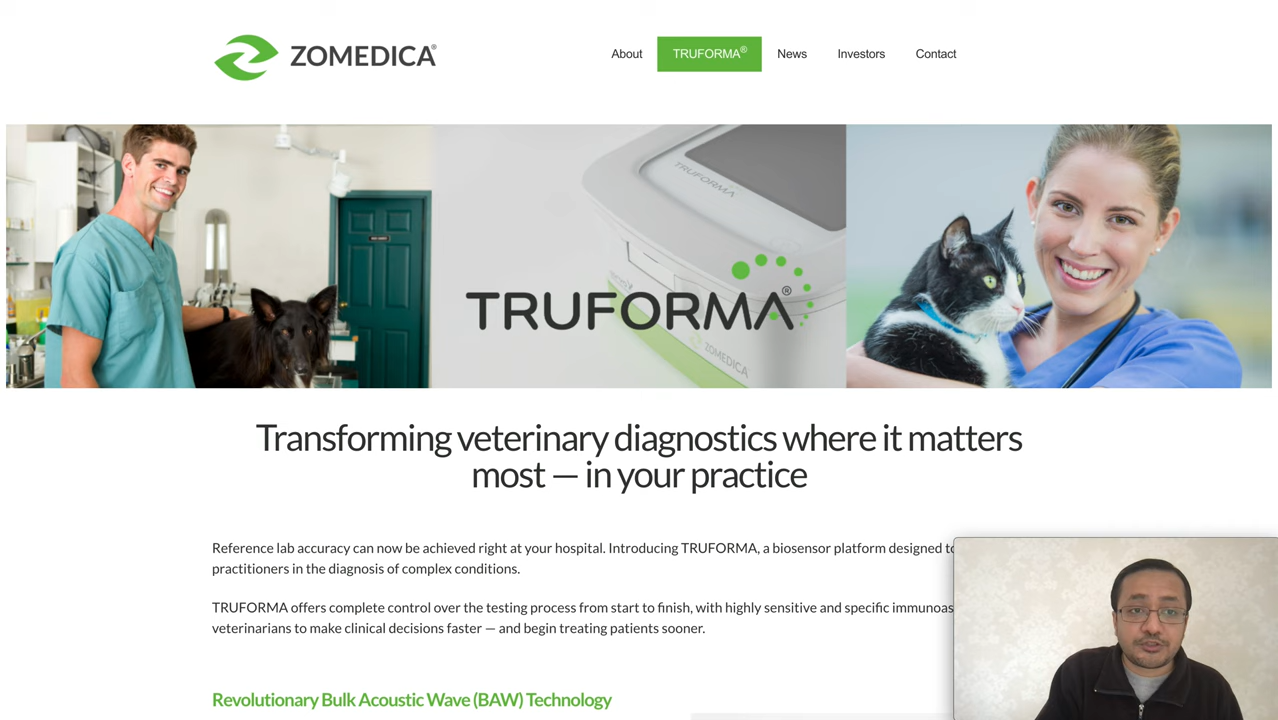 ZOMEDICA®
About
TRUFORMA®
News
Investors
Contact
TRUFORMA
TRUFORMA®
ZOMEDICA
Transforming veterinary diagnostics where it matters
most — in your practice
Reference lab accuracy can now be achieved right at your hospital. Introducing TRUFORMA, a biosensor platform designed
practitioners in the diagnosis of complex conditions.
TRUFORMA offers complete control over the testing process from start to finish, with highly sensitive and specific
veterinarians to make clinical decisions faster — and begin treating patients sooner.
Revolutionary Bulk Acoustic Wave (BAW) Technology